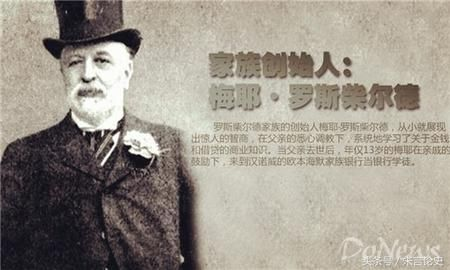 家族创始人：
梅耶·罗斯柴尔德
罗斯柴尔德家族的创始人梅耶·罗斯柴尔德，从小就展现
出惊人的智商，在父亲的悉心调教下，系统地学习了关于金钱
和借贷的商业知识。当父亲去世后，年仅13岁的梅耶在亲戚的
鼓励下，来到汉诺威的欧本海默家族银行当银行学徒。
DoNews
头条号/朱言论史